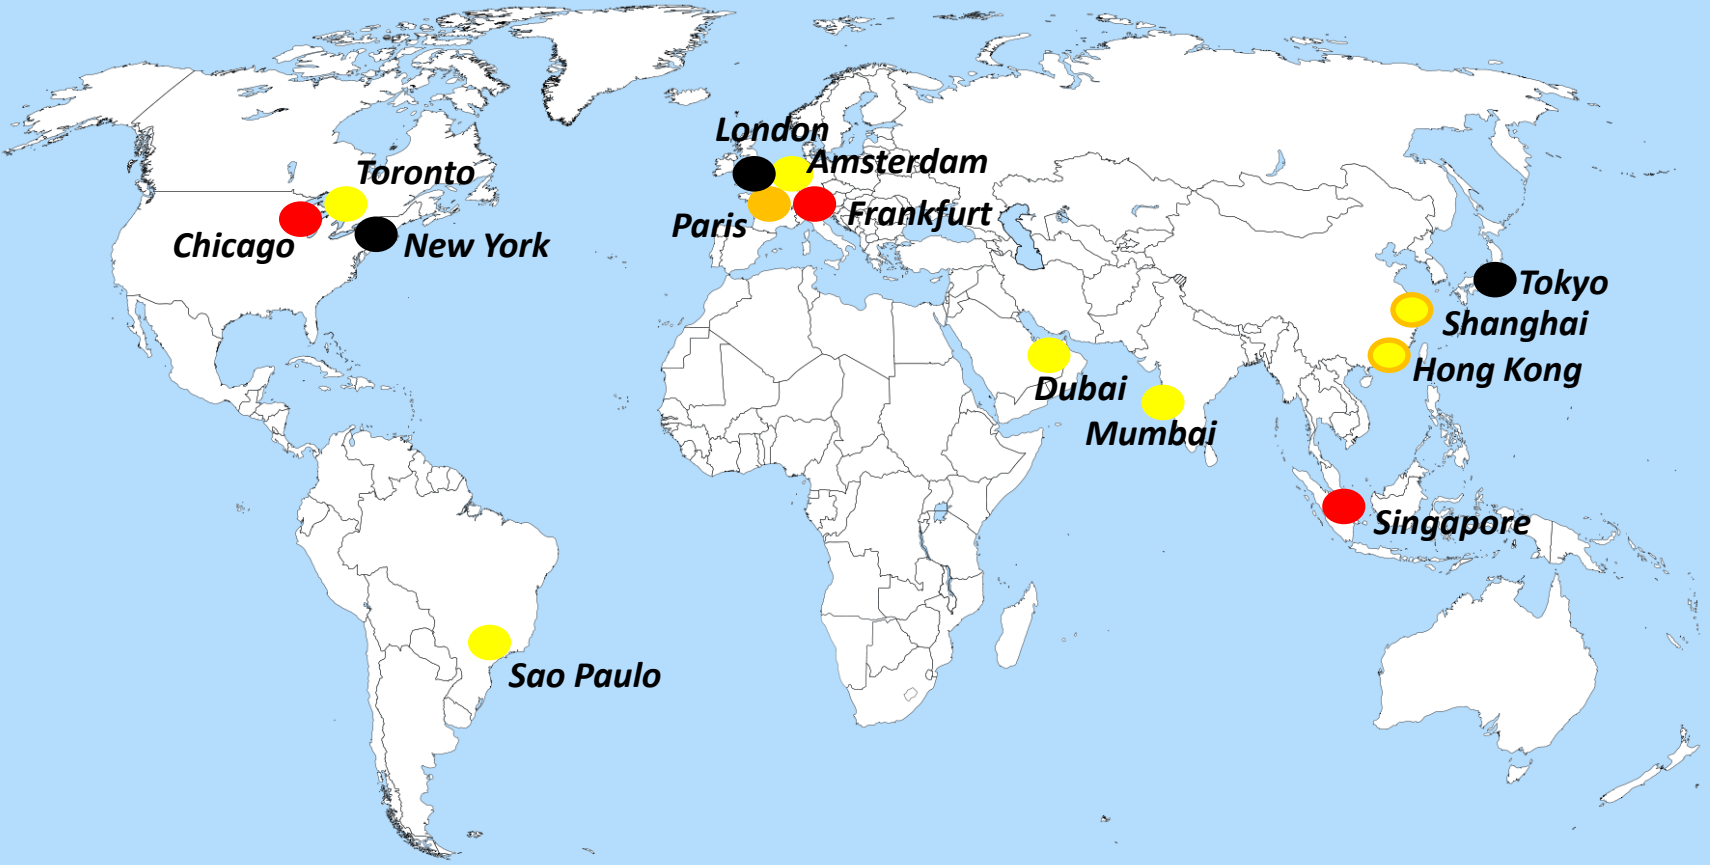 London
Amsterdam
Toronto
Paris
Frankfurt
Chicago
New York
Tokyo
Shanghai
Hong Kong
Dubai
Mumbai
Singapore
Sao Paulo